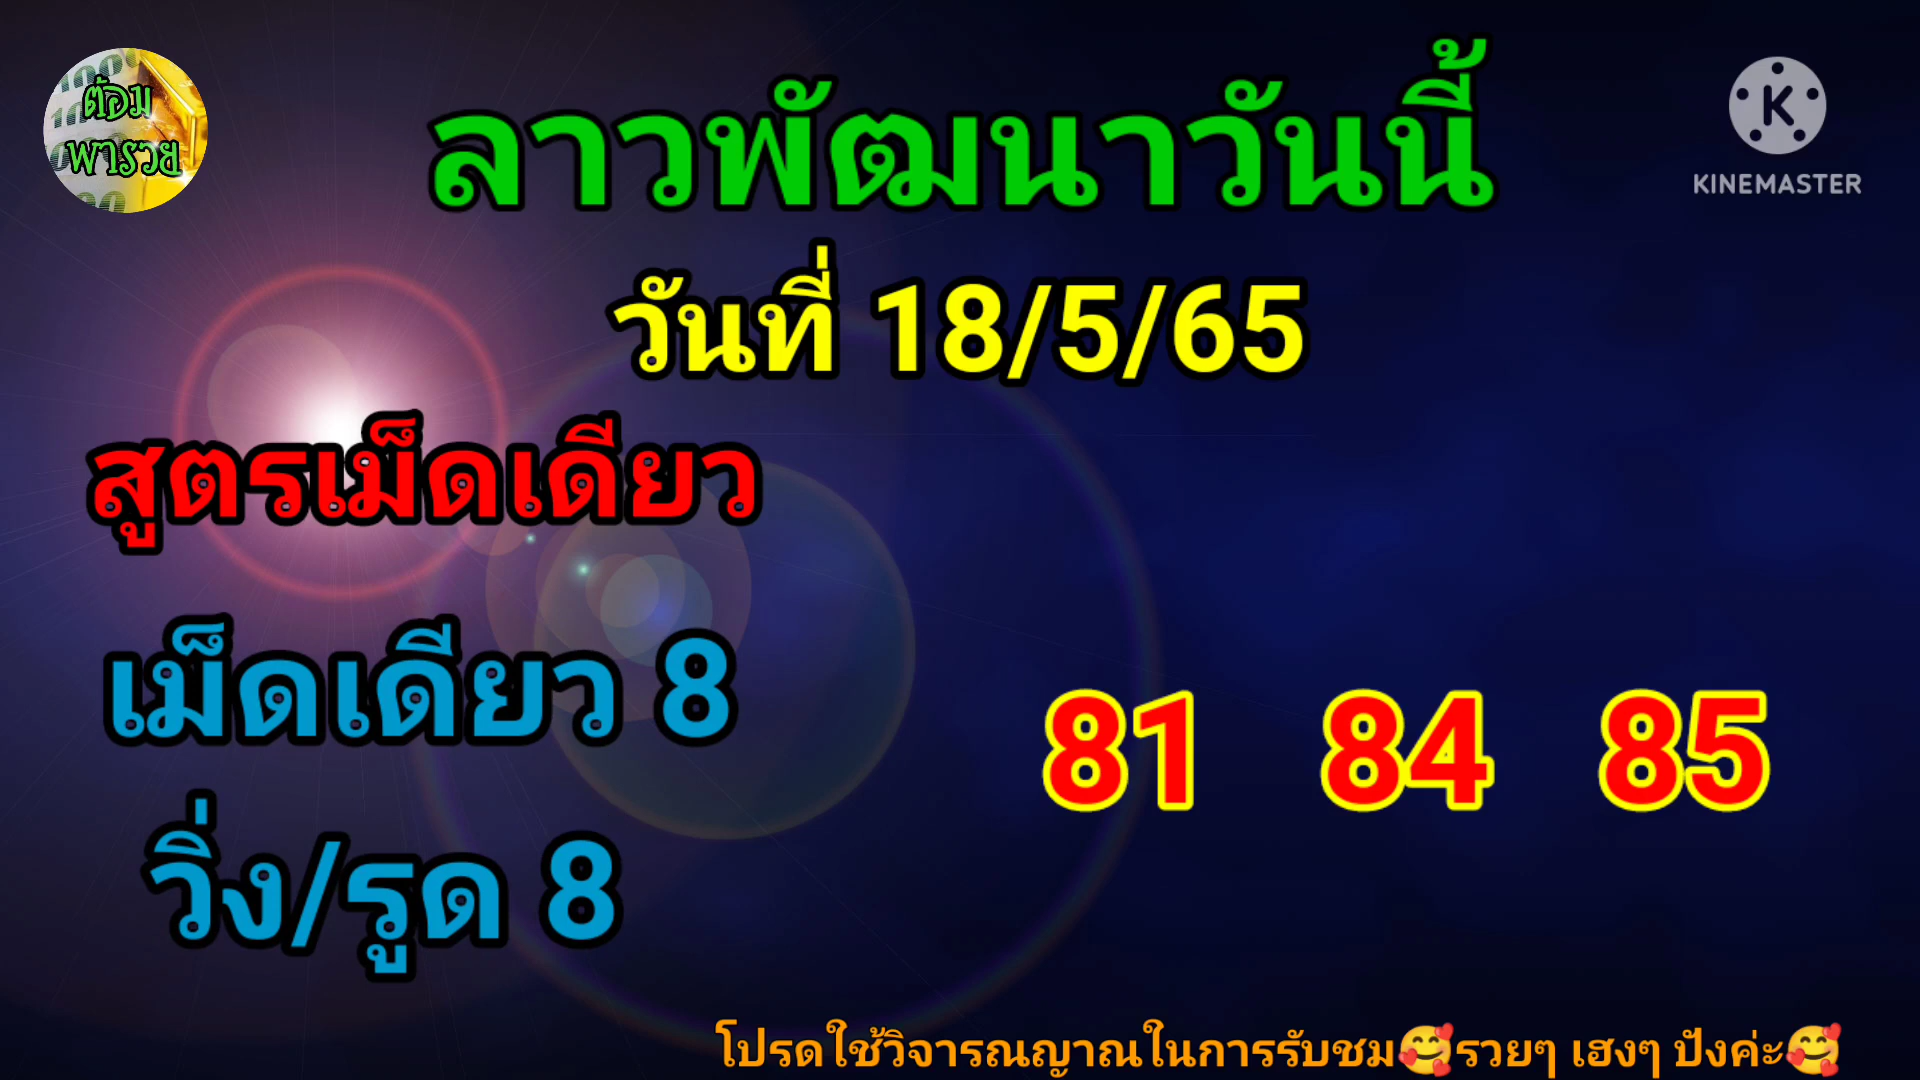 ต้อม
พารวย
ลาวพัฒนาวันนี้
KINEMASTER
วันที่ 18/5/65
สูตรเม็ดเดียว
เม็ดเดียว 8
81 84 85
วิ่ง/รูด 8
โปรดใช้วิจารณญาณในการรับชม🥰รวยๆ เฮงๆ ปังค่ะ🥰